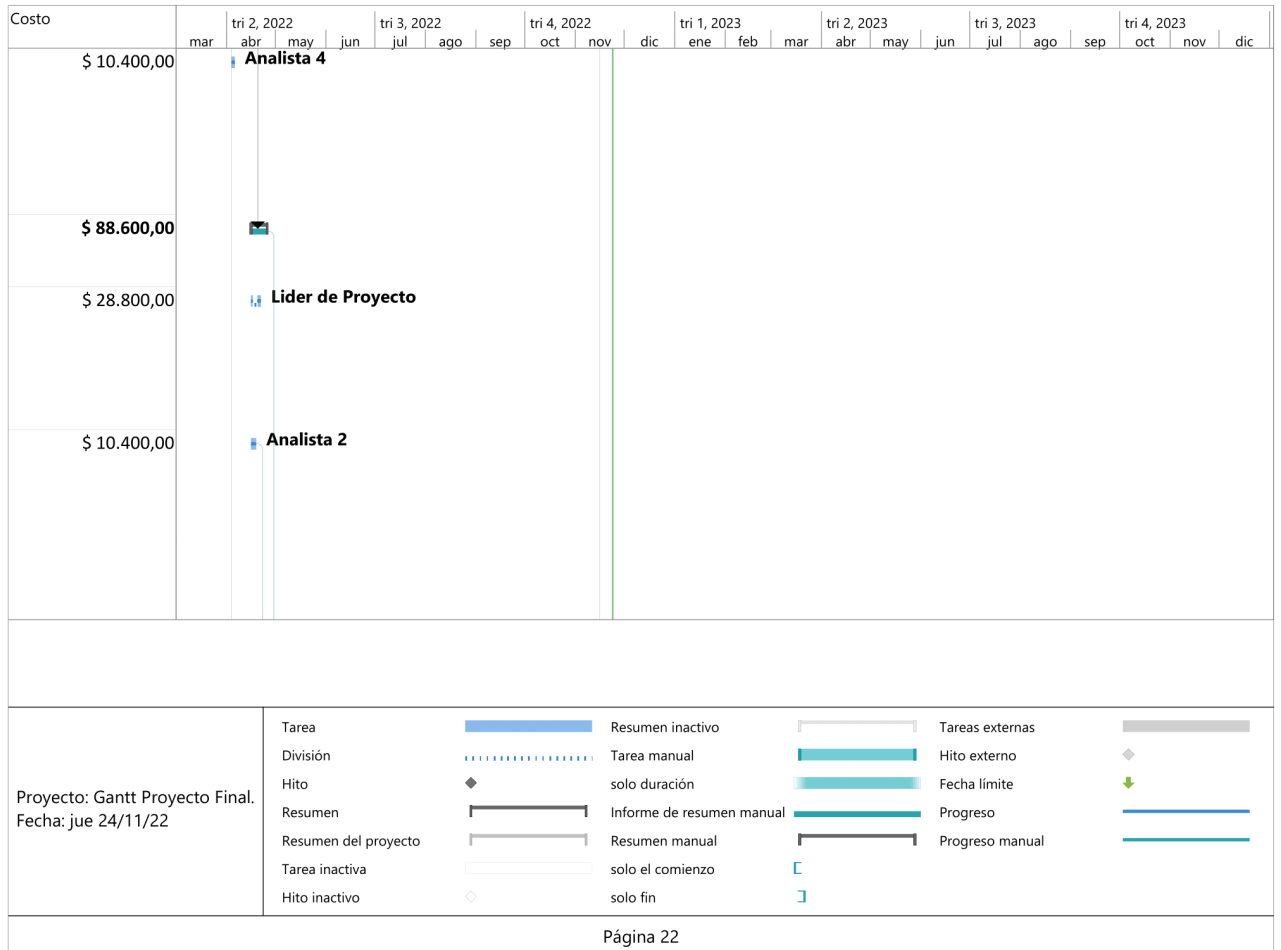 Costo
tri 2, 2022 tri 3, 2022 tri 4, 2022 tri 1, 2023 tri 2, 2023 tri 3, 2023 tri 4, 2023
mar abr may jun jul ago sep oct nov dic ene feb mar abr may jun jul ago sep oct nov dic
$ 10.400,00 Analista 4
$ 88.600,00
$ 28.800,00 Lider de Proyecto
$ 10.400,00 Analista 2
Proyecto: Gantt Proyecto Final.
Fecha: jue 24/11/22
Tarea
División
Hito
Resumen
Resumen del proyecto
Tarea inactiva
Hito inactivo
Resumen inactivo
Tarea manual
solo duración
Informe de resumen manual
Resumen manual
solo el comienzo
solo fin
Tareas externas
Hito externo
Fecha límite
Progreso
Progreso manual
Página 22